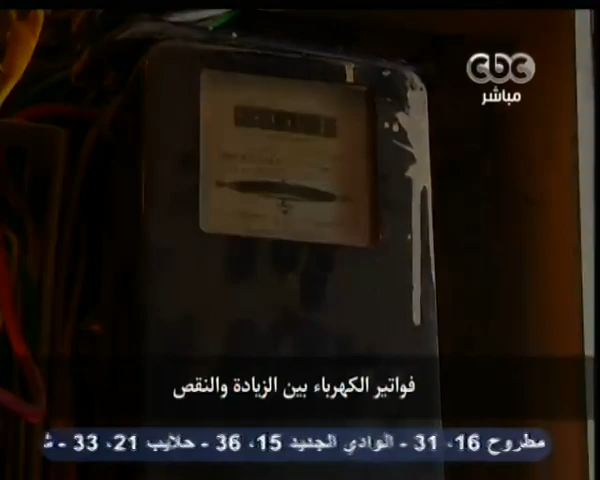 cbc
مباشر
فواتير الكهرباء بين الزيادة والنقص
مطروح 16، 31 - الوادي الجديد 15، 36 - حلايب 21، 33 - ش